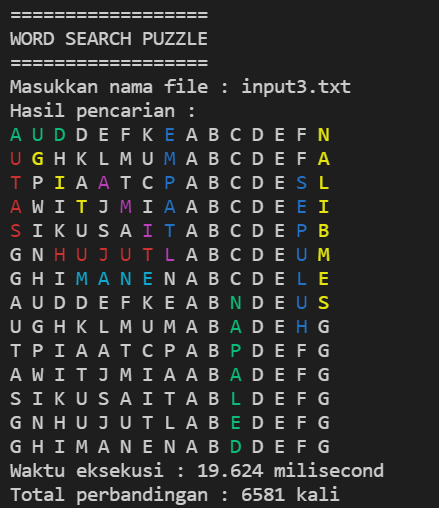 ==================
WORD SEARCH PUZZLE
==================
Masukkan nama file : input3.txt
Hasil pencarian :
A U D D E F K E A B C D E F N
U G H K L M U M A B C D E F A
T P I A A T C P A B C D E S L
A W I T J M I A A B C D E E I
S I K U S A I T A B C D E P B
G N H U J U T L A B C D E U M
G H I M A N E N A B C D E L E
A U D D E F K E A B N D E U S
U G H K L M U M A B A D E H G
T P I A A T C P A B P D E F G
A W I T J M I A A B A D E F G
S I K U S A I T A B L D E F G
G N H U J U T L A B E D E F G
G H I M A N E N A B D D E F G
Waktu eksekusi : 19.624 milisecond
Total perbandingan : 6581 kali